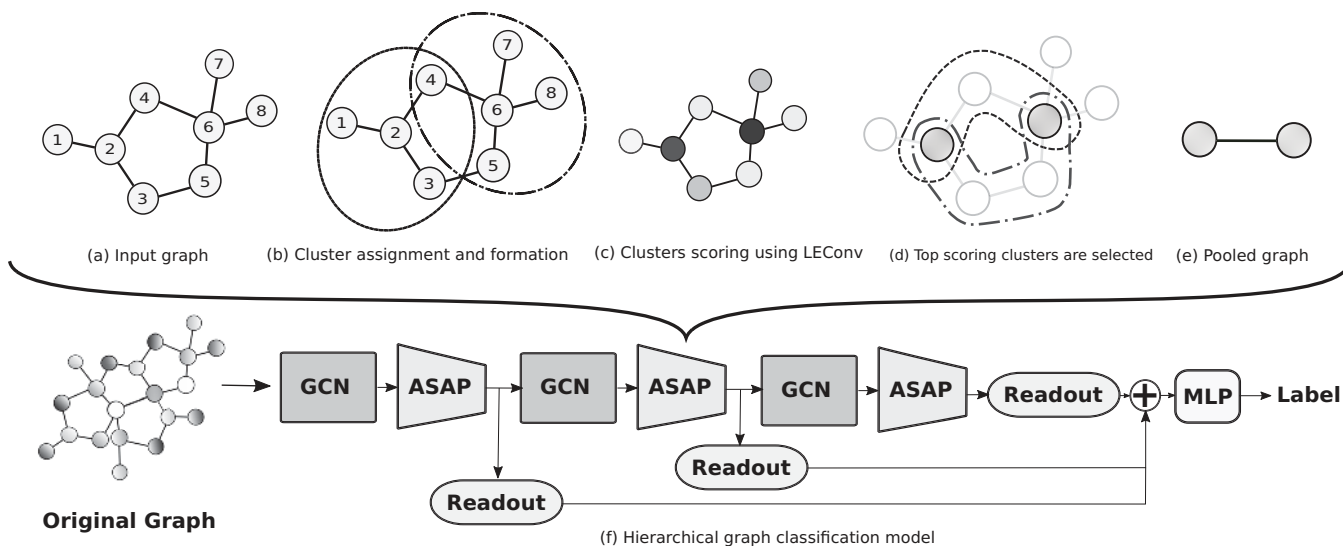 7
4
8
6
1
2
5
3
7
4
8
6
1
2
5
3
(a) Input graph
(b) Cluster assignment and formation
(c) Clusters scoring using LEConv
(d) Top scoring clusters are selected
(e) Pooled graph
GCN
ASAP
GCN
ASAP
GCN
ASAP
Readout
MLP
Label
Readout
Readout
Original Graph
(f) Hierarchical graph classification model